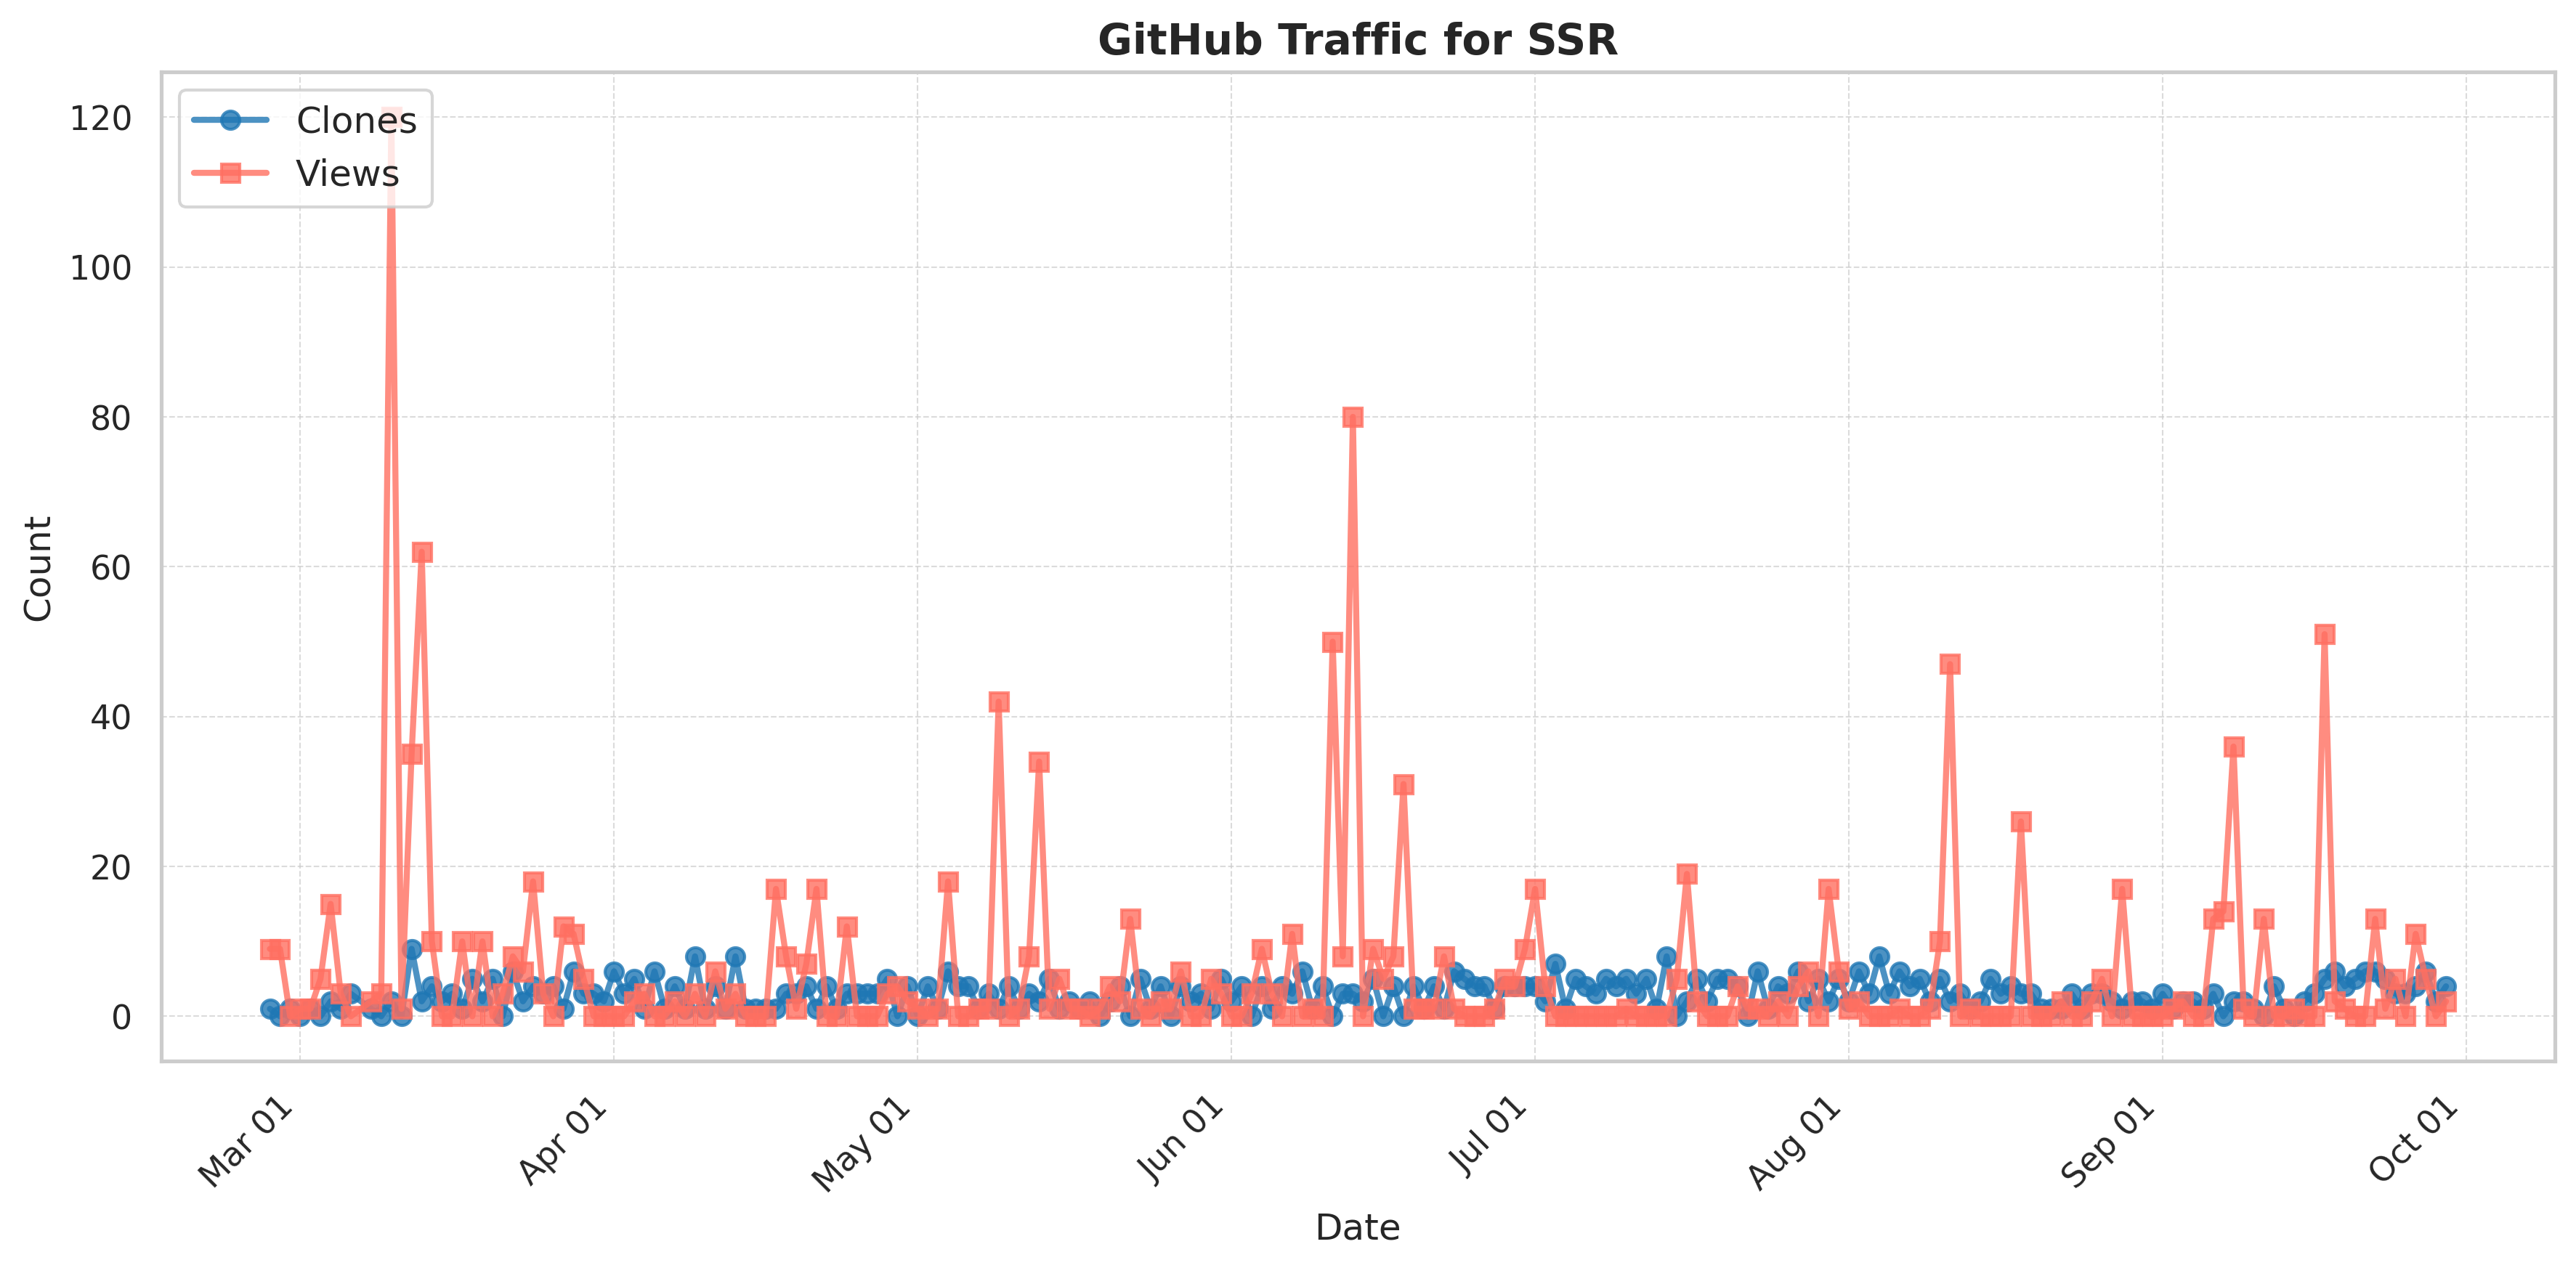 GitHub Traffic for SSR
Clones
Views
120
100
80
60
40
20
0
Count
Mar 01
Apr 01
May 01
Jun 01
Jul 01
Aug 01
Sep 01
Oct 01
Date